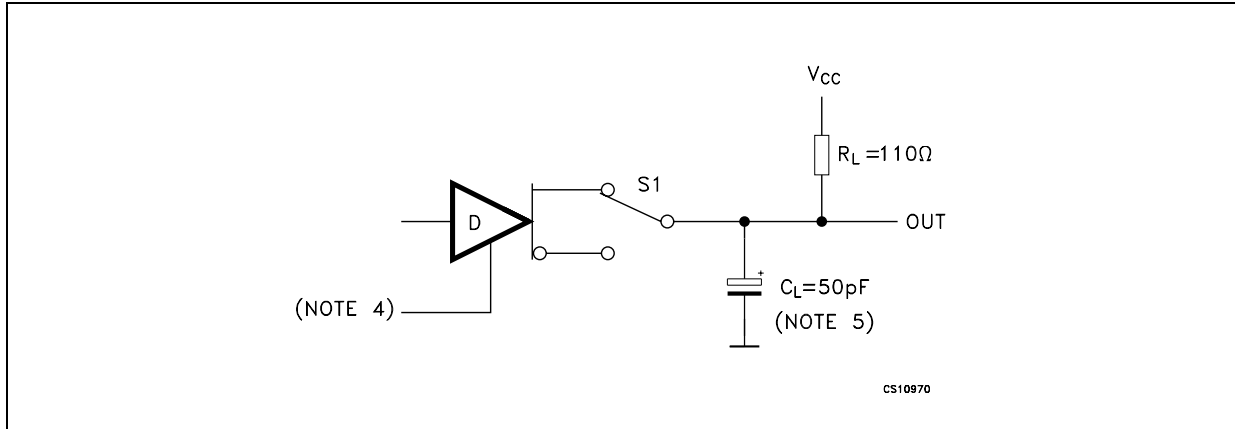 VCC
RL=110Ω
S1
D
OUT
+
CL=50pF
(NOTE 4)
(NOTE 5)
CS10970